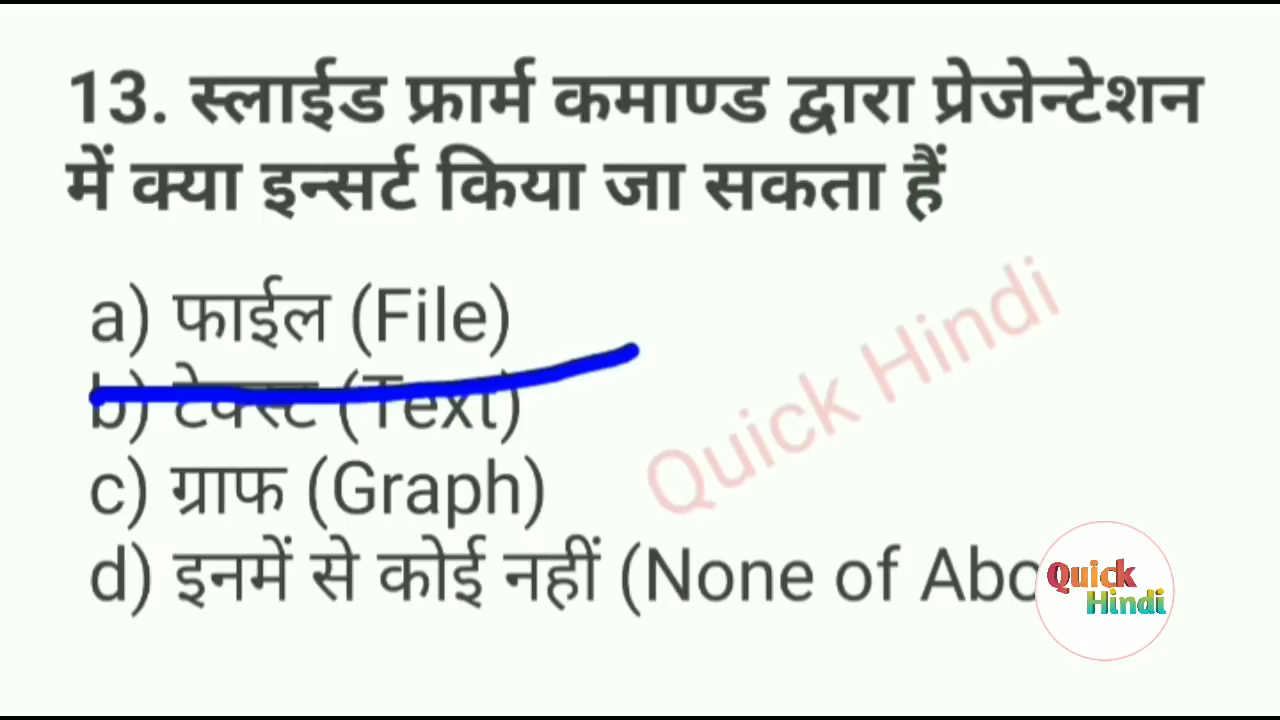 13. स्लाईड फ्रार्म कमाण्ड द्वारा प्रेजेन्टेशन
में क्या इन्सर्ट किया जा सकता हैं
a) फाईल (File)
b) टेक्स्ट (Text)
c) ग्राफ (Graph)
d) इनमें से कोई नहीं (None of Abo
Quick Hindi
Quick
Hindi